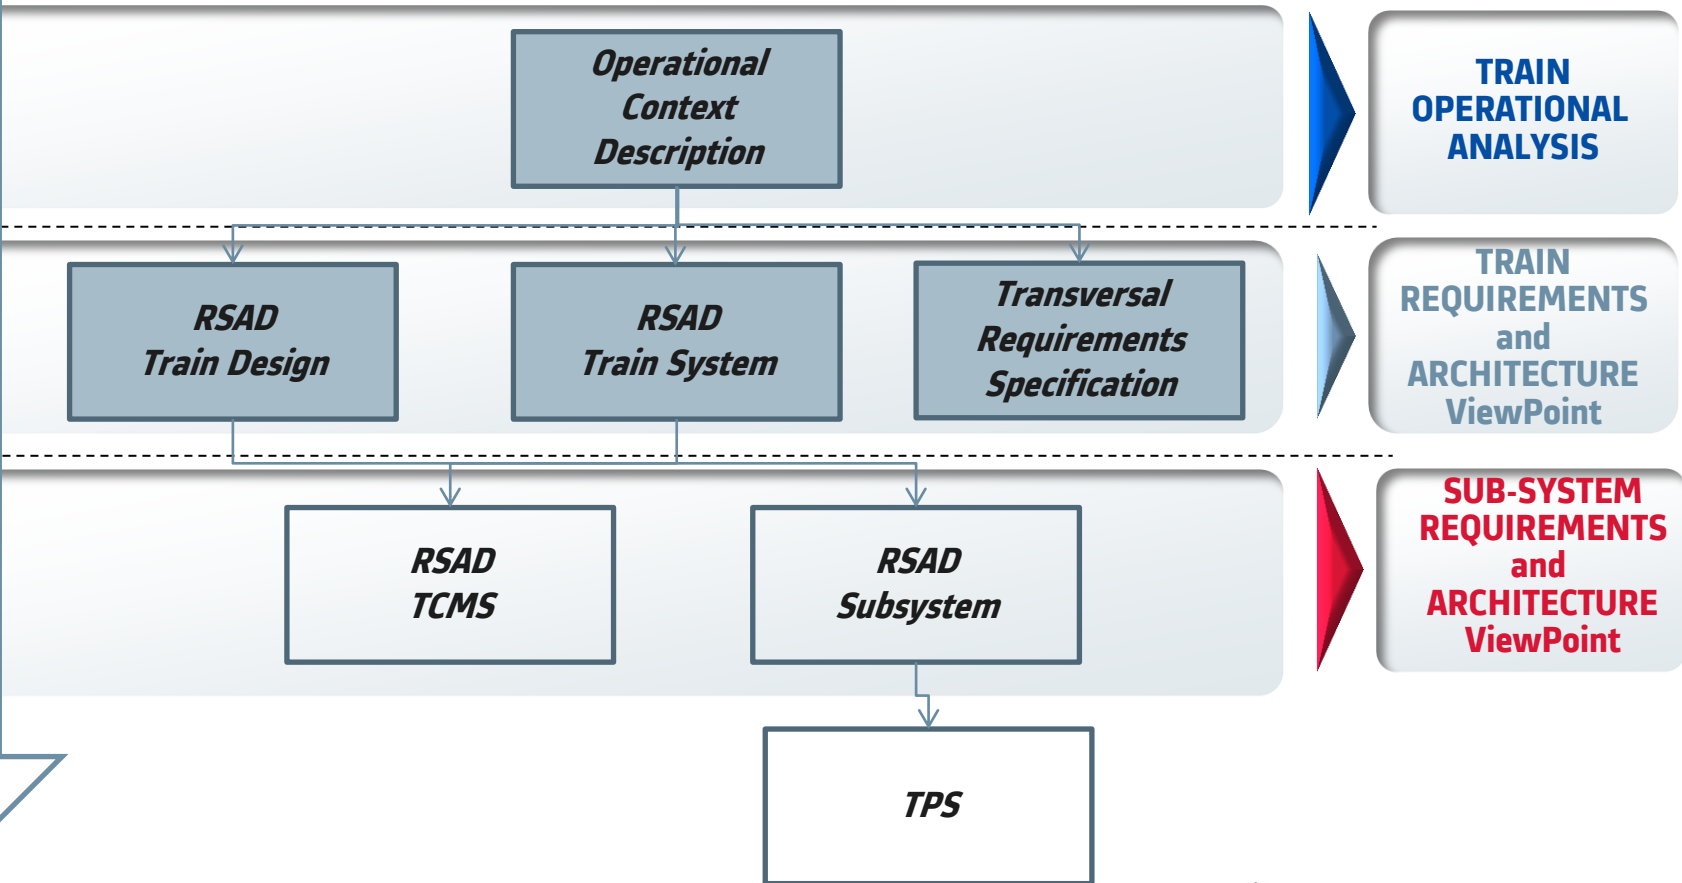 Operational
Context
Description
TRAIN
OPERATIONAL
ANALYSIS
RSAD
Train Design
RSAD
Train System
Transversal
Requirements
Specification
TRAIN
REQUIREMENTS
and
ARCHITECTURE
ViewPoint
RSAD
TCMS
RSAD
Subsystem
SUB-SYSTEM
REQUIREMENTS
and
ARCHITECTURE
ViewPoint
TPS